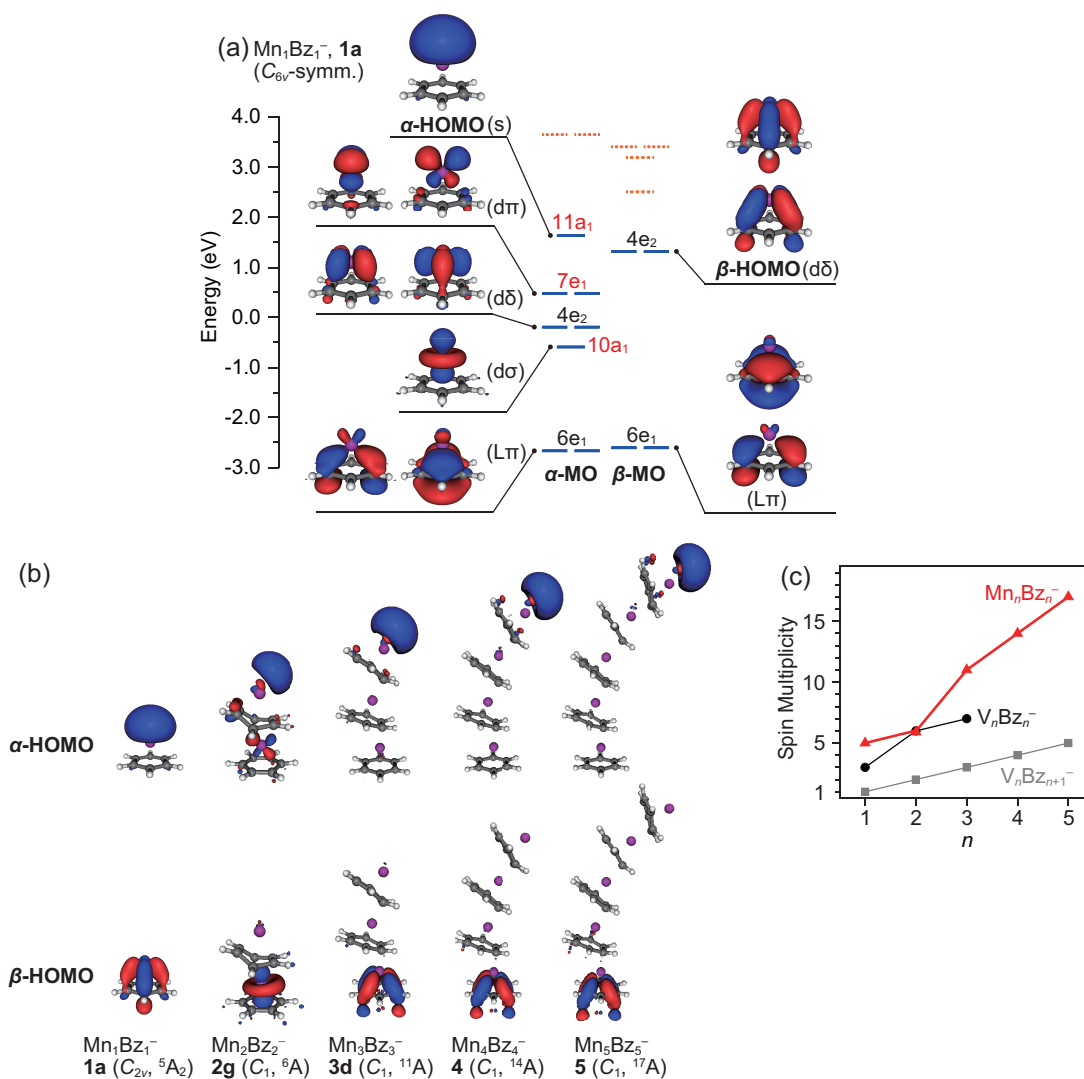 (a) Mn₁Bz₁⁻, 1a
(C₆ᵥ-symm.)
α-HOMO (s)
4.0
3.0
2.0
1.0
0.0
-1.0
-2.0
-3.0
Energy (eV)
(dπ)
(dδ)
(dσ)
(Lπ)
11a₁
7e₁
4e₂
10a₁
6e₁
α-MO
4e₂
6e₁
β-MO
β-HOMO (dδ)
(Lπ)
(b)
α-HOMO
β-HOMO
Mn₁Bz₁⁻
1a (C₂ᵥ, ⁵A₂)
Mn₂Bz₂⁻
2g (C₁, ⁶A)
Mn₃Bz₃⁻
3d (C₁, ¹¹A)
Mn₄Bz₄⁻
4 (C₁, ¹⁴A)
Mn₅Bz₅⁻
5 (C₁, ¹⁷A)
(c)
Spin Multiplicity
15
10
5
1
MnₙBzₙ⁻
VₙBzₙ⁻
VₙBzₙ₊₁⁻
1 2 3 4 5
n